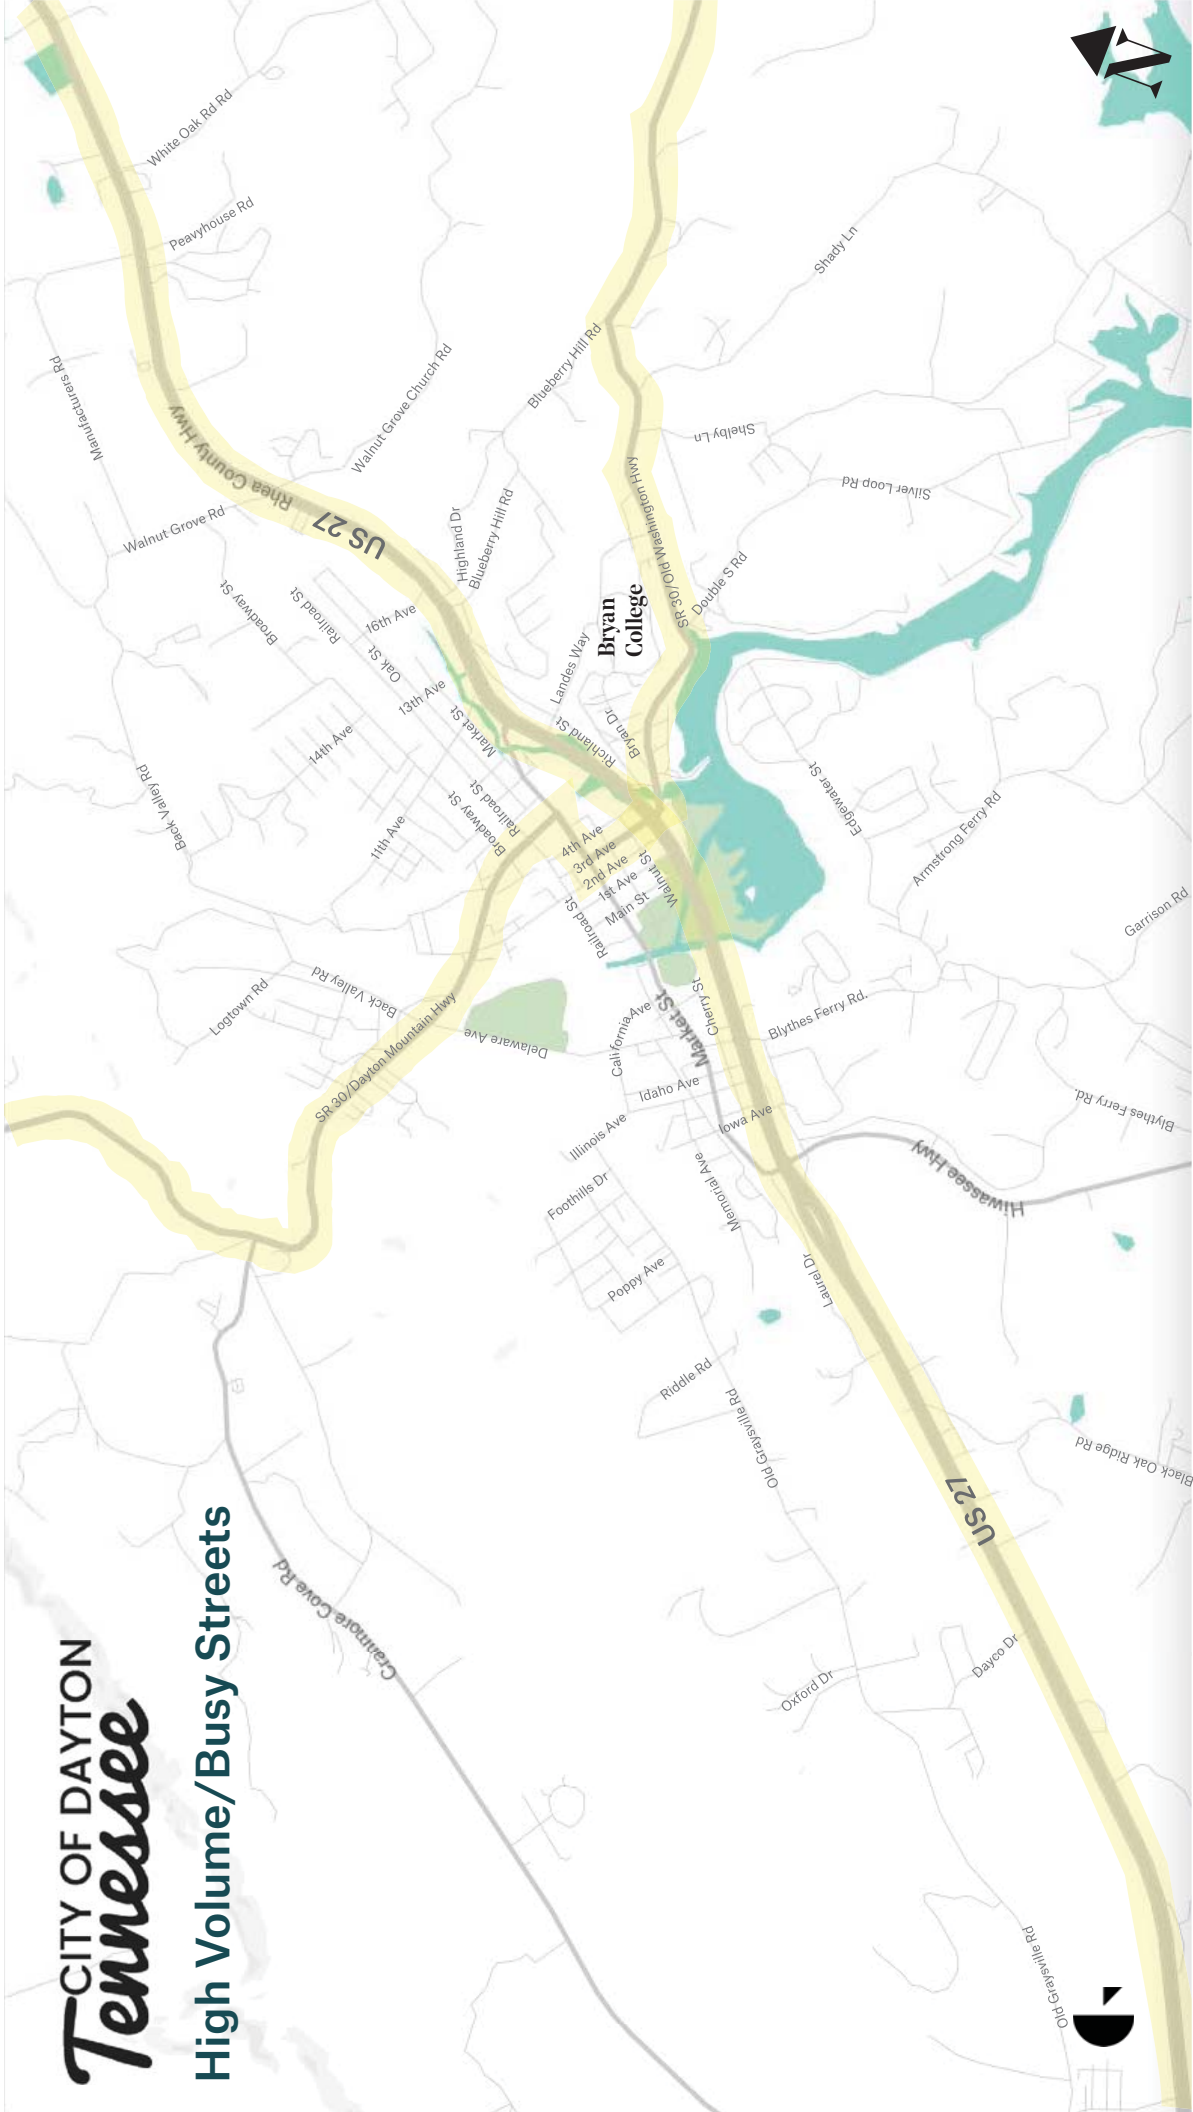 CITY OF DAYTON
Tennessee
High Volume/Busy Streets
White Oak Rd Rd
Peavyhouse Rd
Manufacturers Rd
Rhea County Hwy
US 27
Walnut Grove Church Rd
Walnut Grove Rd
Blueberry Hill Rd
Shady Ln
Shelby Ln
Silver Loop Rd
Highland Dr
Blueberry Hill Rd
SR 30/Old Washington Hwy
Double S Rd
Bryan
College
Landes Way
Richland St
Bryan Dr
Broadway St
Railroad St
16th Ave
Oak St
13th Ave
Market St
14th Ave
11th Ave
Back Valley Rd
Railroad St
Broadway St
4th Ave
3rd Ave
2nd Ave
1st Ave
Main St
Walnut St
Railroad St
Edgewater St
Armstrong Ferry Rd
Garrison Rd
Logtown Rd
Back Valley Rd
SR 30/Dayton Mountain Hwy
Delaware Ave
California Ave
Market St
Cherry St
Blythes Ferry Rd.
Idaho Ave
Iowa Ave
Illinois Ave
Memorial Ave
Foothills Dr
Poppy Ave
Hiwassee Hwy
Blythes Ferry Rd.
Laurel Dr
Riddle Rd
Old Graysville Rd
Black Oak Ridge Rd
US 27
Cranmore Cove Rd
Oxford Dr
Dayco Dr
Old Graysville Rd